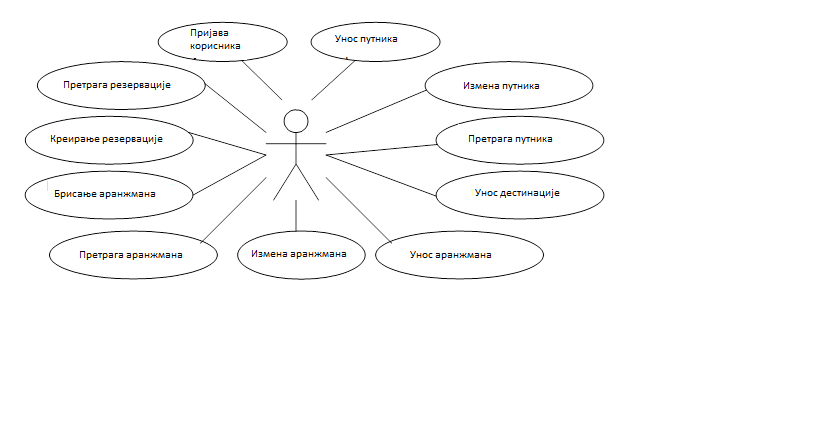 Пријава
корисника
Унос путника
Претрага резервације
Измена путника
Креирање резервације
Претрага путника
Брисање аранжмана
Унос дестинације
Претрага аранжмана
Измена аранжмана
Унос аранжмана